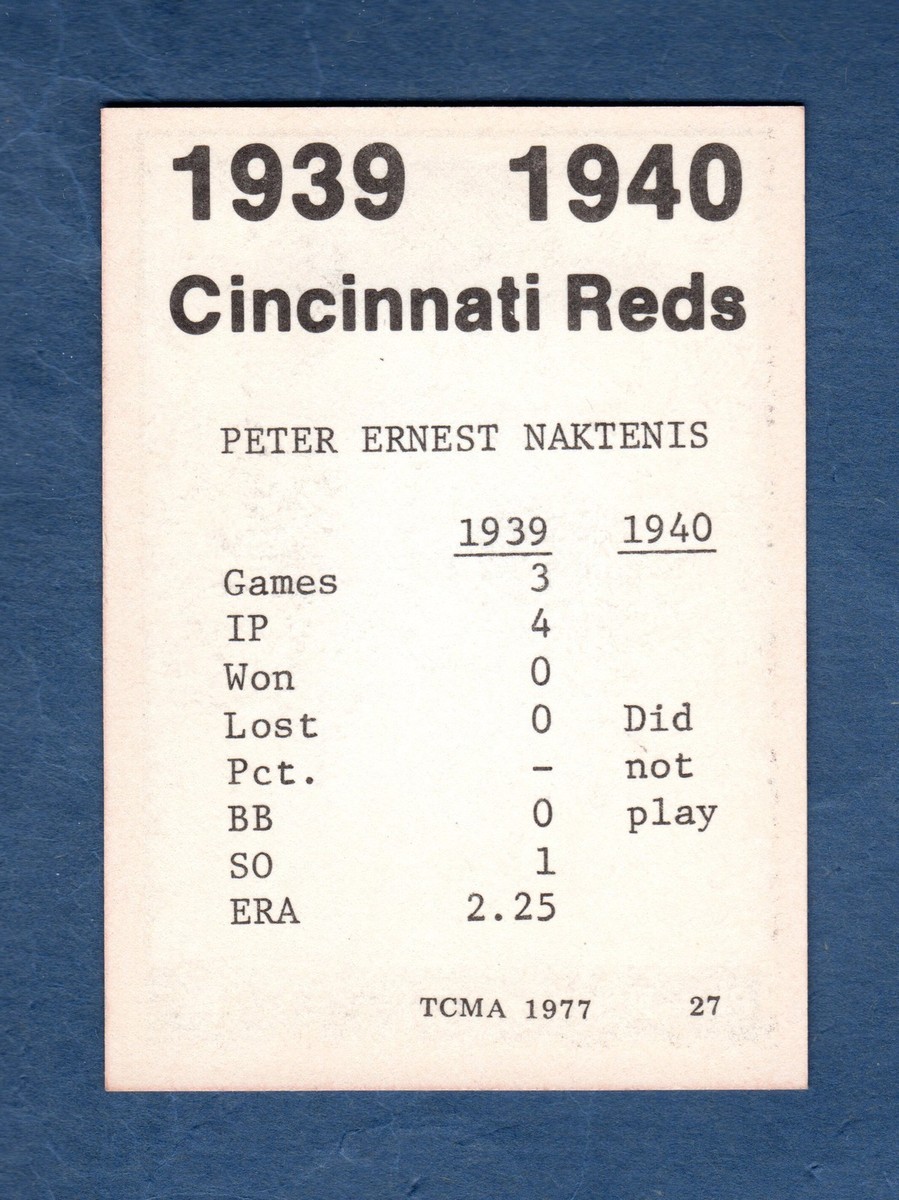 1939 1940
Cincinnati Reds
PETER ERNEST NAKTENIS
1939 1940
Games 3
IP 4
Won 0
Lost 0 Did
Pct. - not
BB 0 play
SO 1
ERA 2.25
TCMA 1977 27